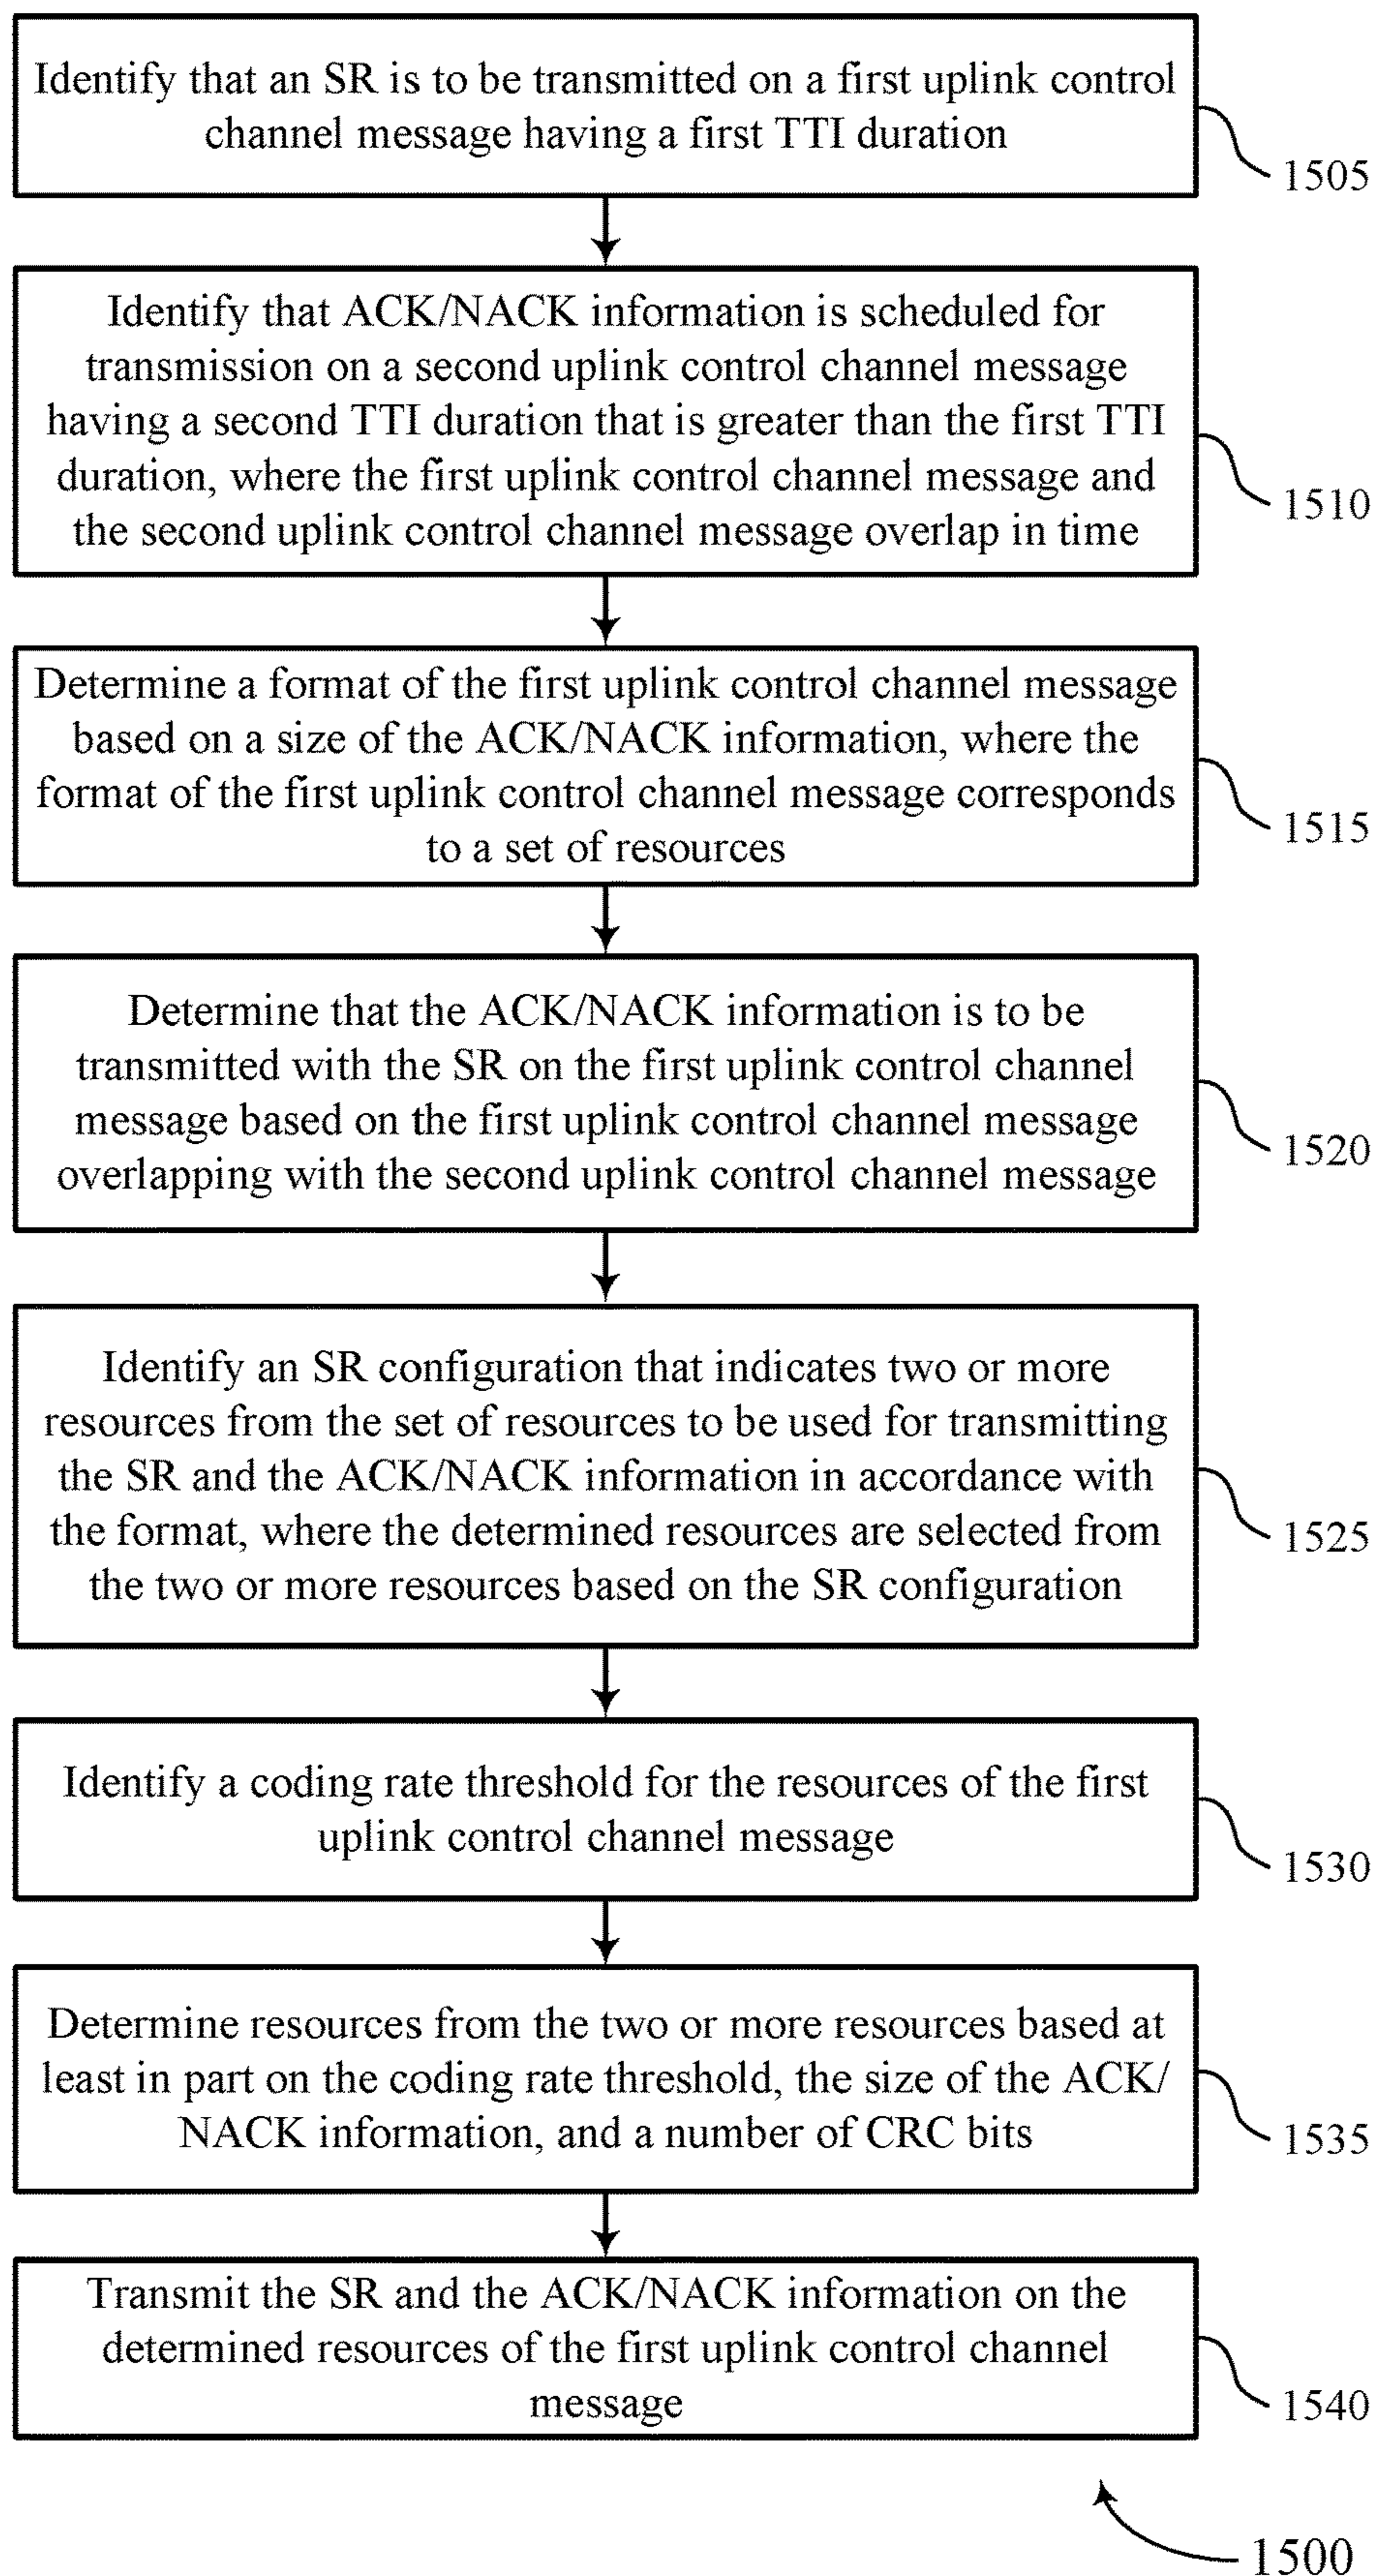 Identify that an SR is to be transmitted on a first uplink control
channel message having a first TTI duration
1505
Identify that ACK/NACK information is scheduled for
transmission on a second uplink control channel message
having a second TTI duration that is greater than the first TTI
duration, where the first uplink control channel message and
the second uplink control channel message overlap in time
1510
Determine a format of the first uplink control channel message
based on a size of the ACK/NACK information, where the
format of the first uplink control channel message corresponds
to a set of resources
1515
Determine that the ACK/NACK information is to be
transmitted with the SR on the first uplink control channel
message based on the first uplink control channel message
overlapping with the second uplink control channel message
1520
Identify an SR configuration that indicates two or more
resources from the set of resources to be used for transmitting
the SR and the ACK/NACK information in accordance with
the format, where the determined resources are selected from
the two or more resources based on the SR configuration
1525
Identify a coding rate threshold for the resources of the first
uplink control channel message
1530
Determine resources from the two or more resources based at
least in part on the coding rate threshold, the size of the ACK/
NACK information, and a number of CRC bits
1535
Transmit the SR and the ACK/NACK information on the
determined resources of the first uplink control channel
message
1540
1500